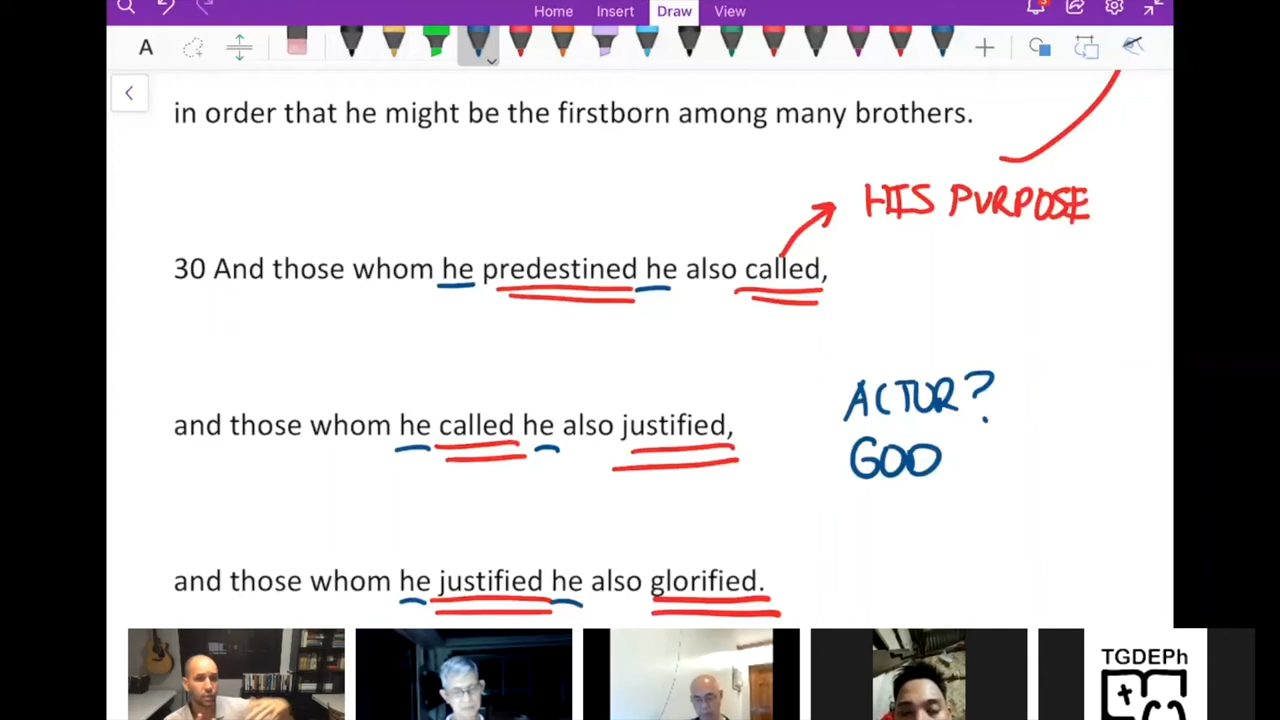 Home Insert Draw View
A
in order that he might be the firstborn among many brothers.
HIS PURPOSE
30 And those whom he predestined he also called,
ACTOR?
and those whom he called he also justified,
GOD
and those whom he justified he also glorified.
TGDEPh